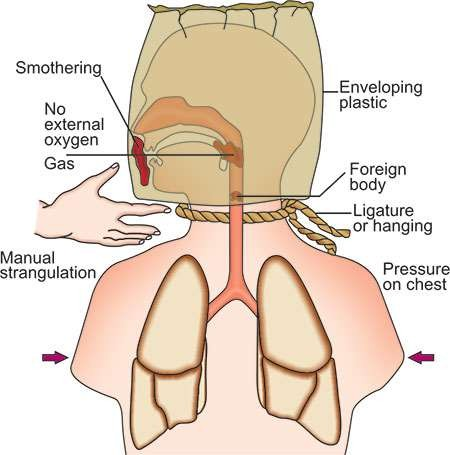 Smothering
No
external
oxygen
Gas
Manual
strangulation
Enveloping
plastic
Foreign
body
Ligature
or hanging
Pressure
on chest